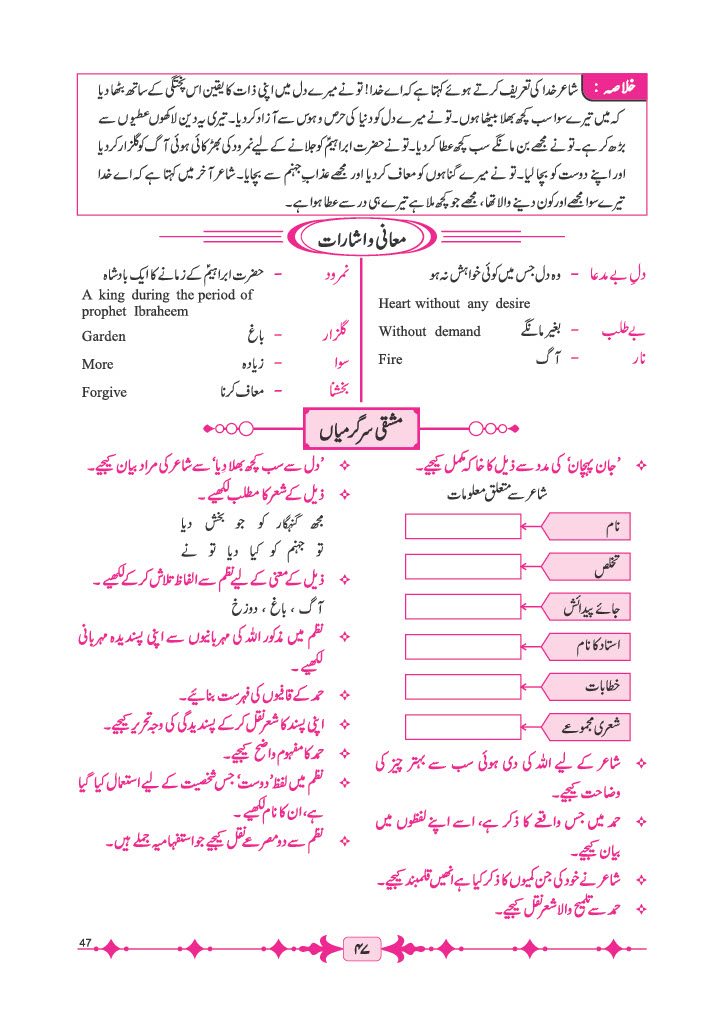 خلاصہ : شاعر خدا کی تعریف کرتے ہوئے کہتا ہے کہ اے خدا! تو نے میرے دل میں اپنی ذات کا یقین اس پختگی کے ساتھ بٹھا دیا
کہ میں تیرے سوا سب کچھ بھلا بیٹھا ہوں۔ تو نے میرے دل کو دنیا کی حرص و ہوس سے آزاد کردیا۔ تیری یہ دین لاکھوں عطیوں سے
بڑھ کر ہے۔ تو نے مجھے بن مانگے سب کچھ عطا کردیا۔ تو نے حضرت ابراہیمؑ کو جلانے کے لیے نمرود کی بھڑکائی ہوئی آگ کو گلزار کردیا
اور اپنے دوست کو بچا لیا۔ تو نے میرے گناہوں کو معاف کردیا اور مجھے عذابِ جہنم سے بچایا۔ شاعر آخر میں کہتا ہے کہ اے خدا
تیرے سوا مجھے اور کون دینے والا تھا، مجھے جو کچھ ملا ہے تیرے ہی در سے عطا ہوا ہے۔
معانی و اشارات
دلِ بے مدعا - وہ دل جس میں کوئی خواہش نہ ہو
Heart without any desire
بے طلب - بغیر مانگے Without demand
نار - آگ Fire
نمرود - حضرت ابراہیمؑ کے زمانے کا ایک بادشاہ
A king during the period of
prophet Ibraheem
گلزار - باغ Garden
سوا - زیادہ More
بخشنا - معاف کرنا Forgive
مشقی سرگرمیاں
’جان پہچان‘ کی مدد سے ذیل کا خاکہ مکمل کیجیے۔
شاعر سے متعلق معلومات
نام
تخلص
جائے پیدائش
استاد کا نام
خطابات
شعری مجموعے
شاعر کے لیے اللہ کی دی ہوئی سب سے بہتر چیز کی
وضاحت کیجیے۔
حمد میں جس واقعے کا ذکر ہے، اسے اپنے لفظوں میں
بیان کیجیے۔
شاعر نے خود کی جن کمیوں کا ذکر کیا ہے انھیں قلمبند کیجیے۔
حمد سے تلمیح والا شعر نقل کیجیے۔
’دل سے سب کچھ بھلا دیا‘ سے شاعر کی مراد بیان کیجیے۔
ذیل کے شعر کا مطلب لکھیے۔
مجھ گنہگار کو جو بخش دیا
تو جہنم کو کیا دیا تو نے
ذیل کے معنی کے لیے نظم سے الفاظ تلاش کرکے لکھیے۔
آگ ، باغ ، دوزخ
نظم میں مذکور اللہ کی مہربانیوں سے اپنی پسندیدہ مہربانی
لکھیے۔
حمد کے قافیوں کی فہرست بنائیے۔
اپنی پسند کا شعر نقل کرکے پسندیدگی کی وجہ تحریر کیجیے۔
حمد کا مفہوم واضح کیجیے۔
نظم میں لفظ ’دوست‘ جس شخصیت کے لیے استعمال کیا گیا
ہے، ان کا نام لکھیے۔
نظم سے دو مصرعے نقل کیجیے جو استفہامیہ جملے ہیں۔
47
۴۷